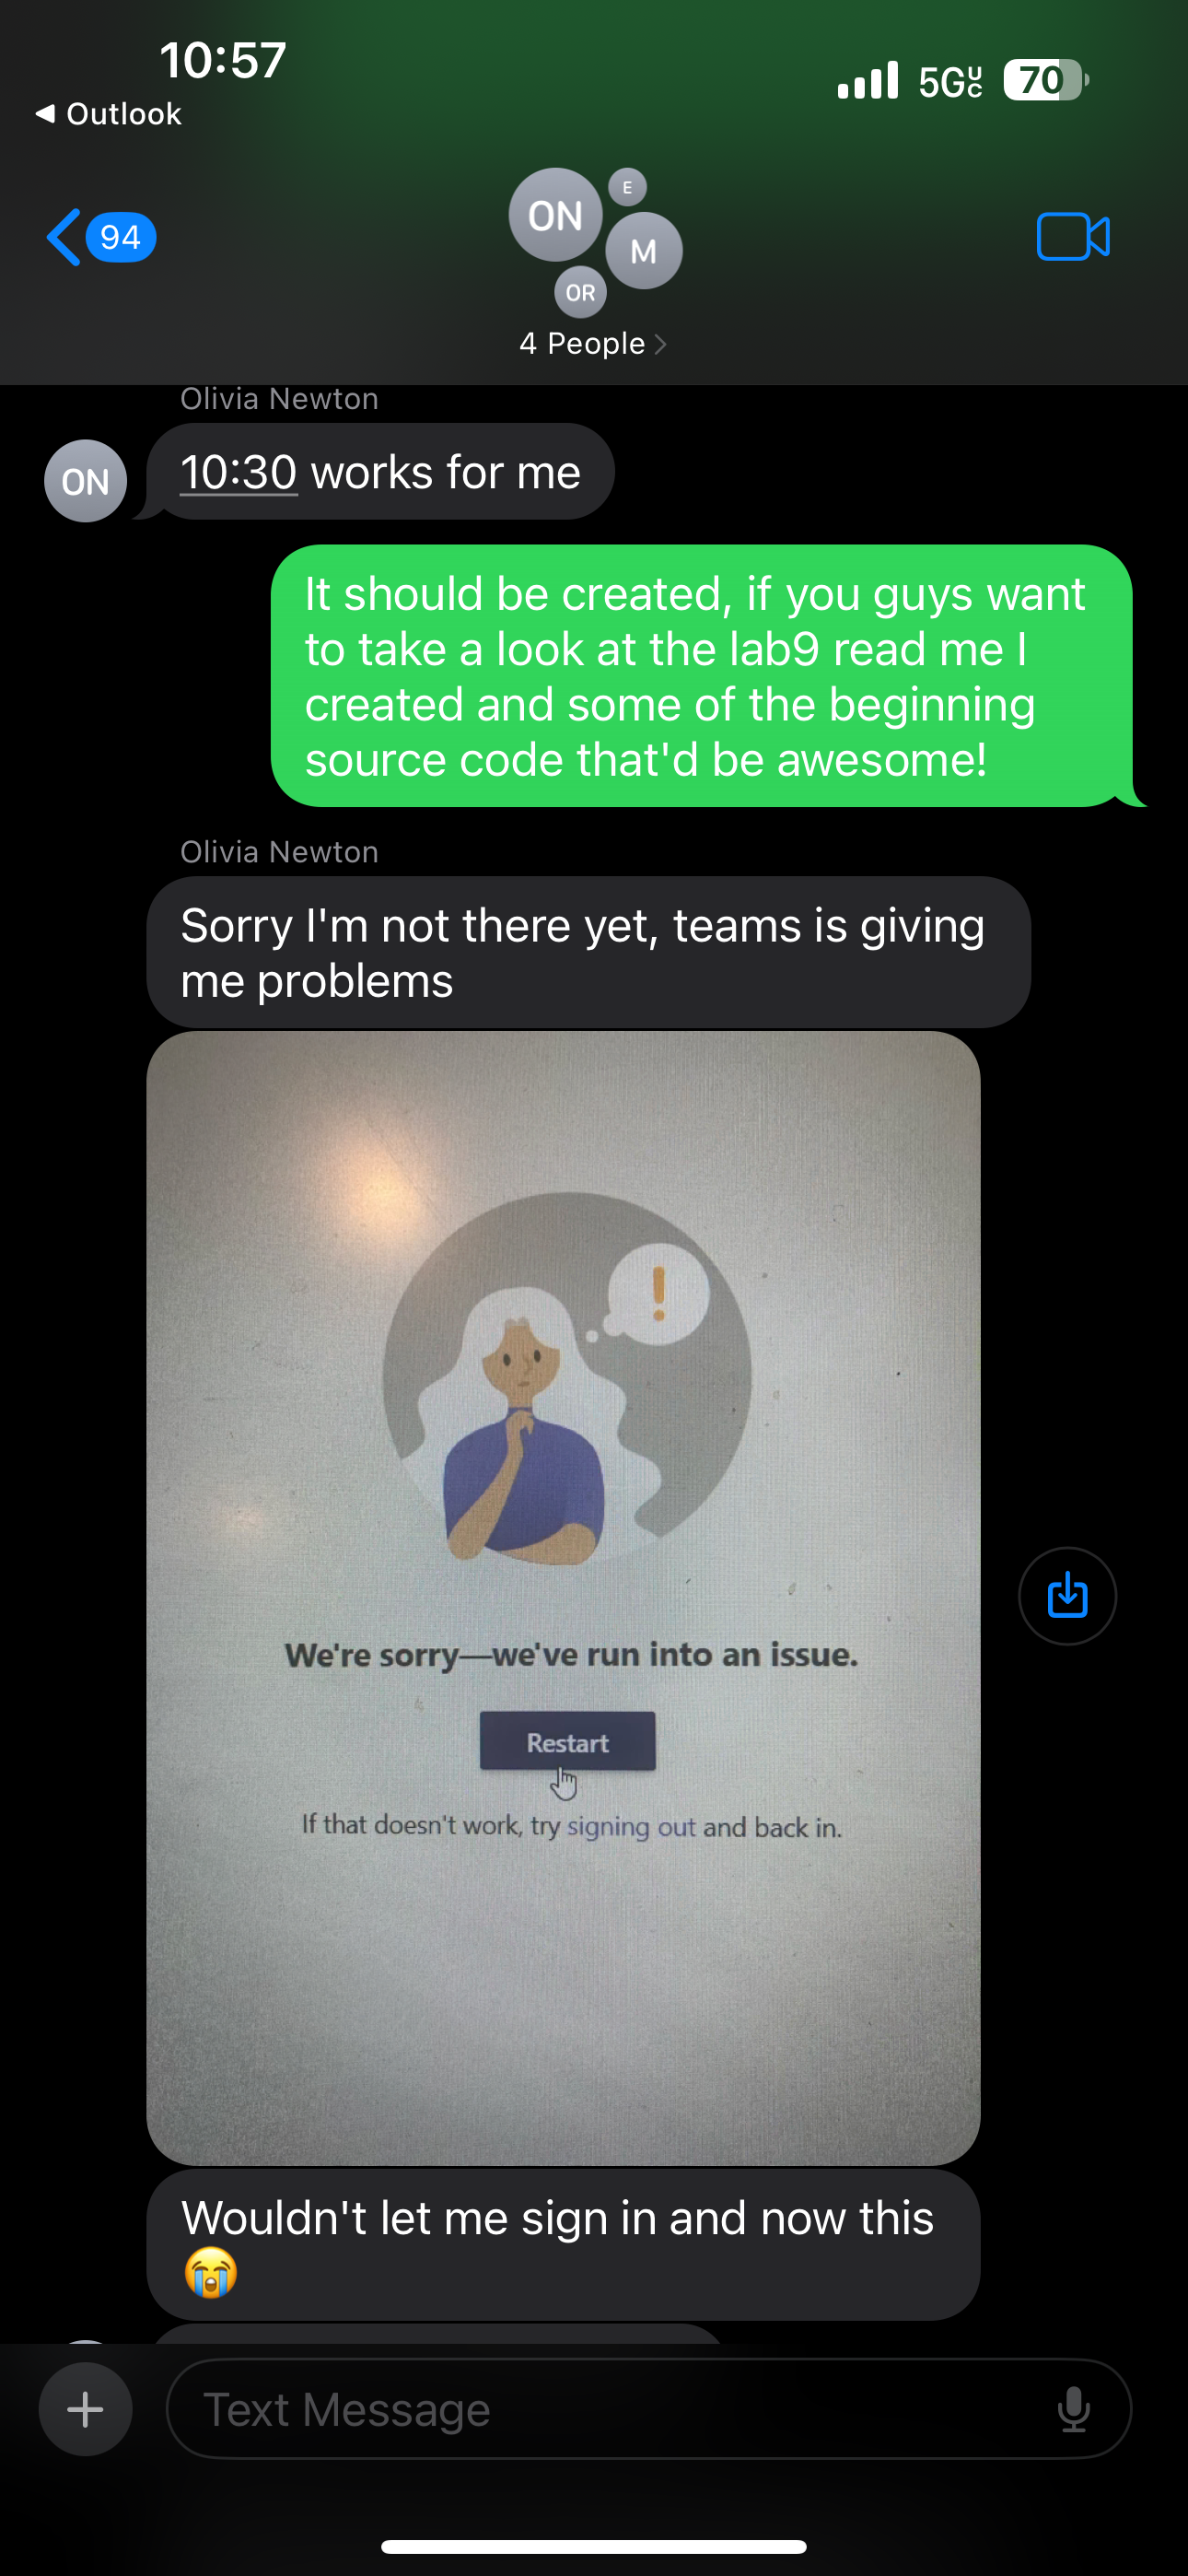 10:57
5G UC
70
◀ Outlook
94
ON
E
M
OR
4 People
Olivia Newton
ON
10:30 works for me
It should be created, if you guys want
to take a look at the lab9 read me I
created and some of the beginning
source code that'd be awesome!
Olivia Newton
Sorry I'm not there yet, teams is giving
me problems
!
We're sorry—we've run into an issue.
Restart
If that doesn't work, try signing out and back in.
Wouldn't let me sign in and now this
😭
Text Message